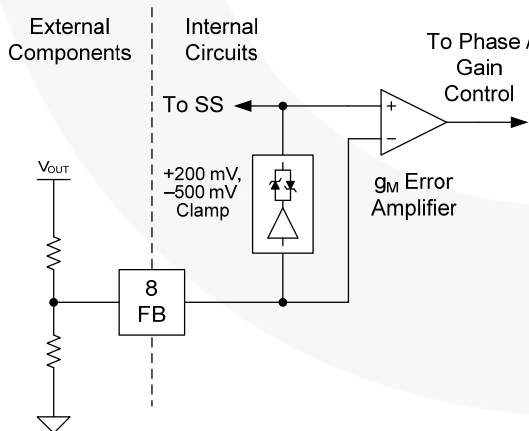 External
Components
Internal
Circuits
To Phase
Gain
Control
To SS
+
−
+200 mV,
−500 mV
Clamp
gM Error
Amplifier
VOUT
8
FB